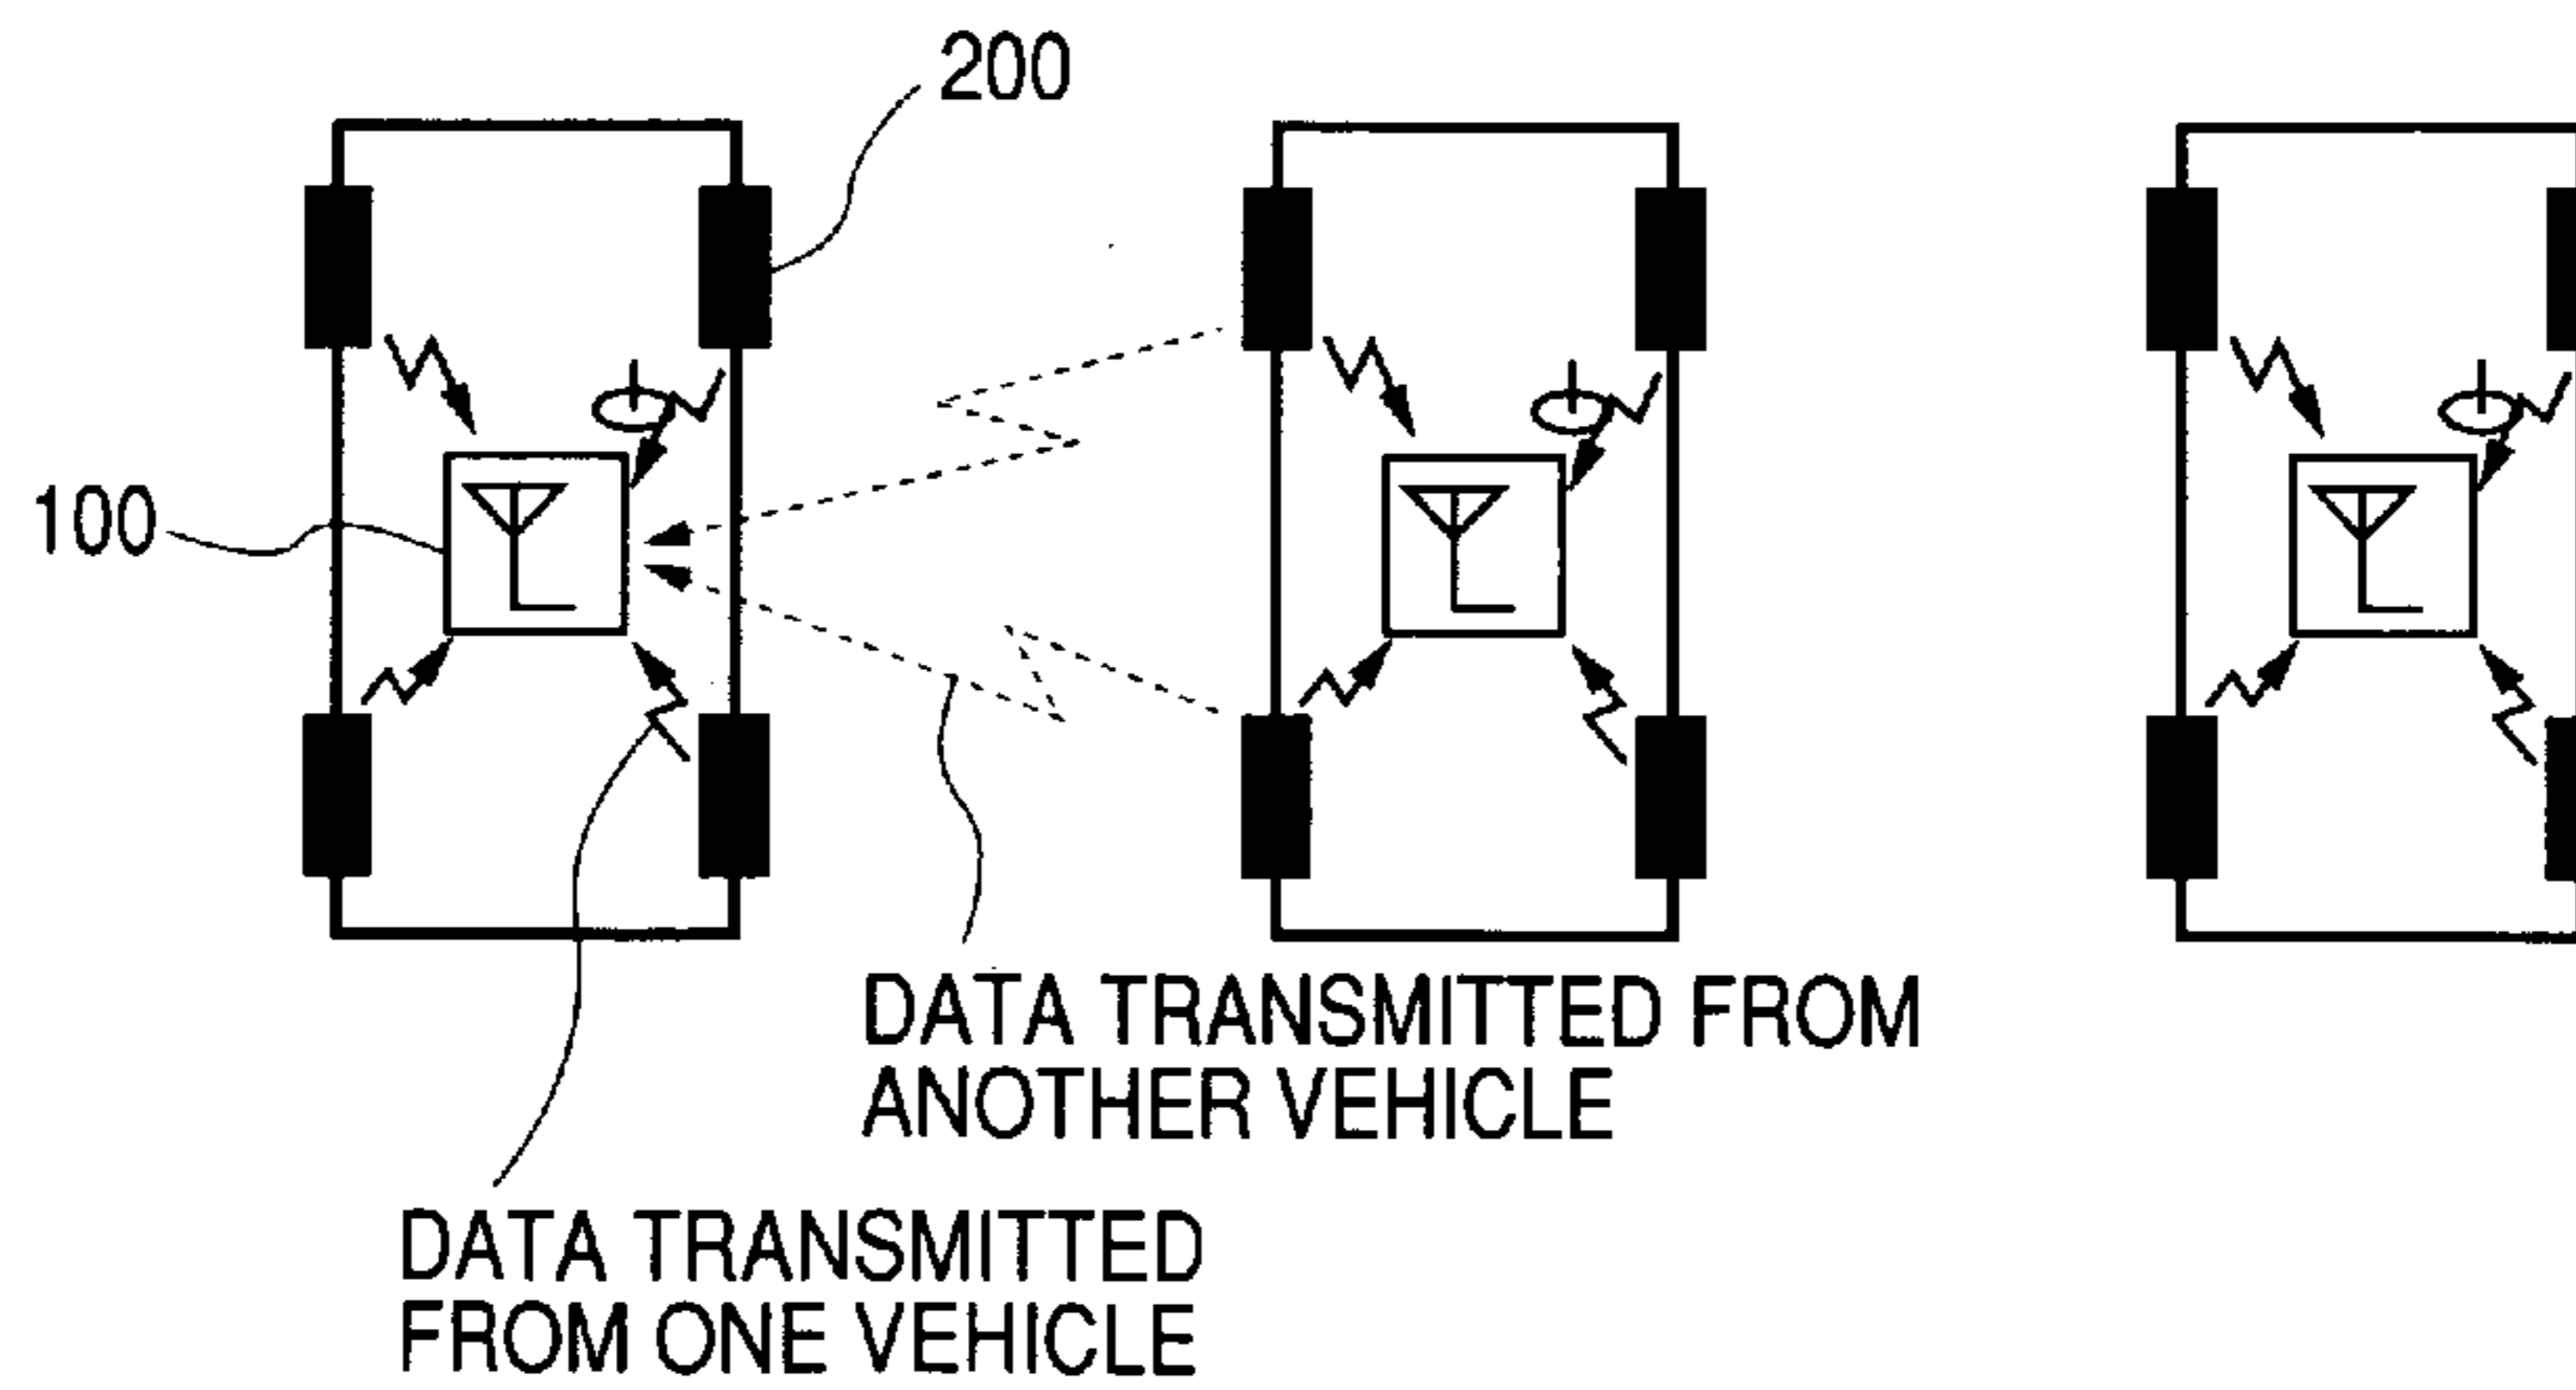 200
100
DATA TRANSMITTED FROM
ANOTHER VEHICLE
DATA TRANSMITTED
FROM ONE VEHICLE